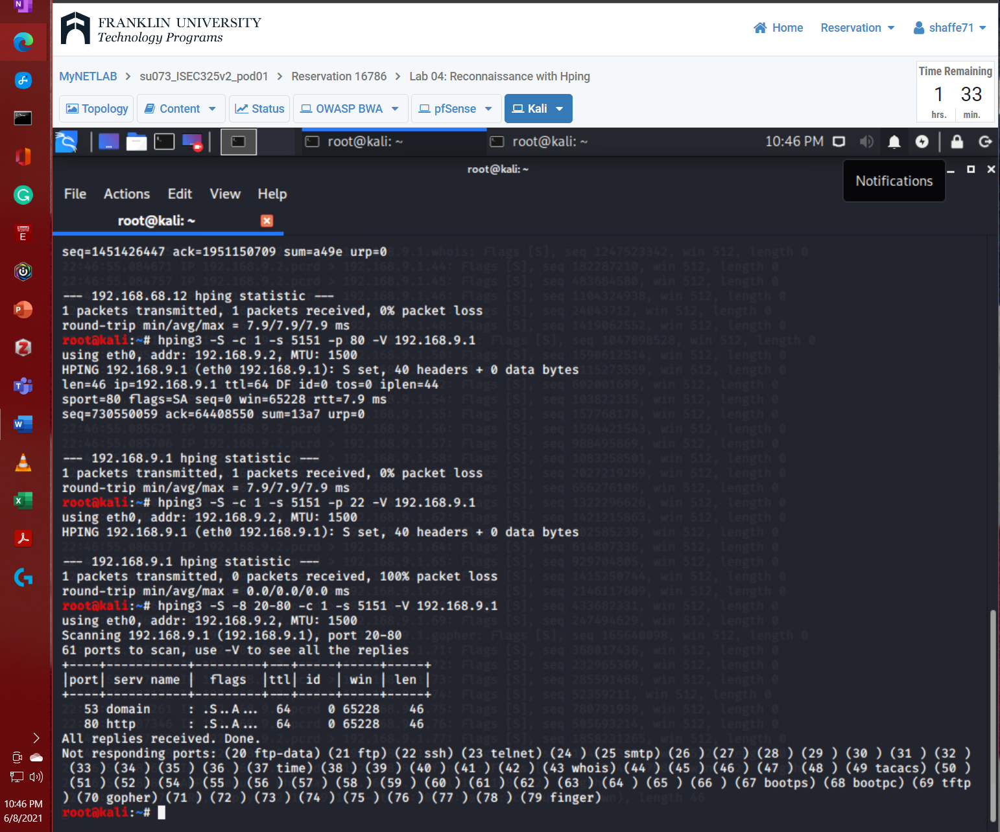 FRANKLIN UNIVERSITY
Technology Programs
Home
Reservation
shaffe71
MyNETLAB > su073_ISEC325v2_pod01 > Reservation 16786 > Lab 04: Reconnaissance with Hping
Time Remaining
1 33
hrs. min.
Topology Content Status OWASP BWA pfSense Kali
root@kali: ~ root@kali: ~ 10:46 PM
root@kali: ~
Notifications
File Actions Edit View Help
root@kali: ~
seq=1451426447 ack=1951150709 sum=a49e urp=0
--- 192.168.68.12 hping statistic ---
1 packets transmitted, 1 packets received, 0% packet loss
round-trip min/avg/max = 7.9/7.9/7.9 ms
root@kali:~# hping3 -S -c 1 -s 5151 -p 80 -V 192.168.9.1
using eth0, addr: 192.168.9.2, MTU: 1500
HPING 192.168.9.1 (eth0 192.168.9.1): S set, 40 headers + 0 data bytes
len=46 ip=192.168.9.1 ttl=64 DF id=0 tos=0 iplen=44
sport=80 flags=SA seq=0 win=65228 rtt=7.9 ms
seq=730550059 ack=64408550 sum=13a7 urp=0
--- 192.168.9.1 hping statistic ---
1 packets transmitted, 1 packets received, 0% packet loss
round-trip min/avg/max = 7.9/7.9/7.9 ms
root@kali:~# hping3 -S -c 1 -s 5151 -p 22 -V 192.168.9.1
using eth0, addr: 192.168.9.2, MTU: 1500
HPING 192.168.9.1 (eth0 192.168.9.1): S set, 40 headers + 0 data bytes
--- 192.168.9.1 hping statistic ---
1 packets transmitted, 0 packets received, 100% packet loss
round-trip min/avg/max = 0.0/0.0/0.0 ms
root@kali:~# hping3 -S -8 20-80 -c 1 -s 5151 -V 192.168.9.1
using eth0, addr: 192.168.9.2, MTU: 1500
Scanning 192.168.9.1 (192.168.9.1), port 20-80
61 ports to scan, use -V to see all the replies
+----+-----------+---------+---+-----+-----+-----+
|port| serv name |  flags  |ttl| id  | win | len |
+----+-----------+---------+---+-----+-----+-----+
53 domain : .S..A... 64 0 65228 46
80 http : .S..A... 64 0 65228 46
All replies received. Done.
Not responding ports: (20 ftp-data) (21 ftp) (22 ssh) (23 telnet) (24 ) (25 smtp) (26 ) (27 ) (28 ) (29 ) (30 ) (31 ) (32 )
(33 ) (34 ) (35 ) (36 ) (37 time) (38 ) (39 ) (40 ) (41 ) (42 ) (43 whois) (44 ) (45 ) (46 ) (47 ) (48 ) (49 tacacs) (50 )
(51 ) (52 ) (54 ) (55 ) (56 ) (57 ) (58 ) (59 ) (60 ) (61 ) (62 ) (63 ) (64 ) (65 ) (66 ) (67 bootps) (68 bootpc) (69 tftp
) (70 gopher) (71 ) (72 ) (73 ) (74 ) (75 ) (76 ) (77 ) (78 ) (79 finger)
root@kali:~#
10:46 PM
6/8/2021